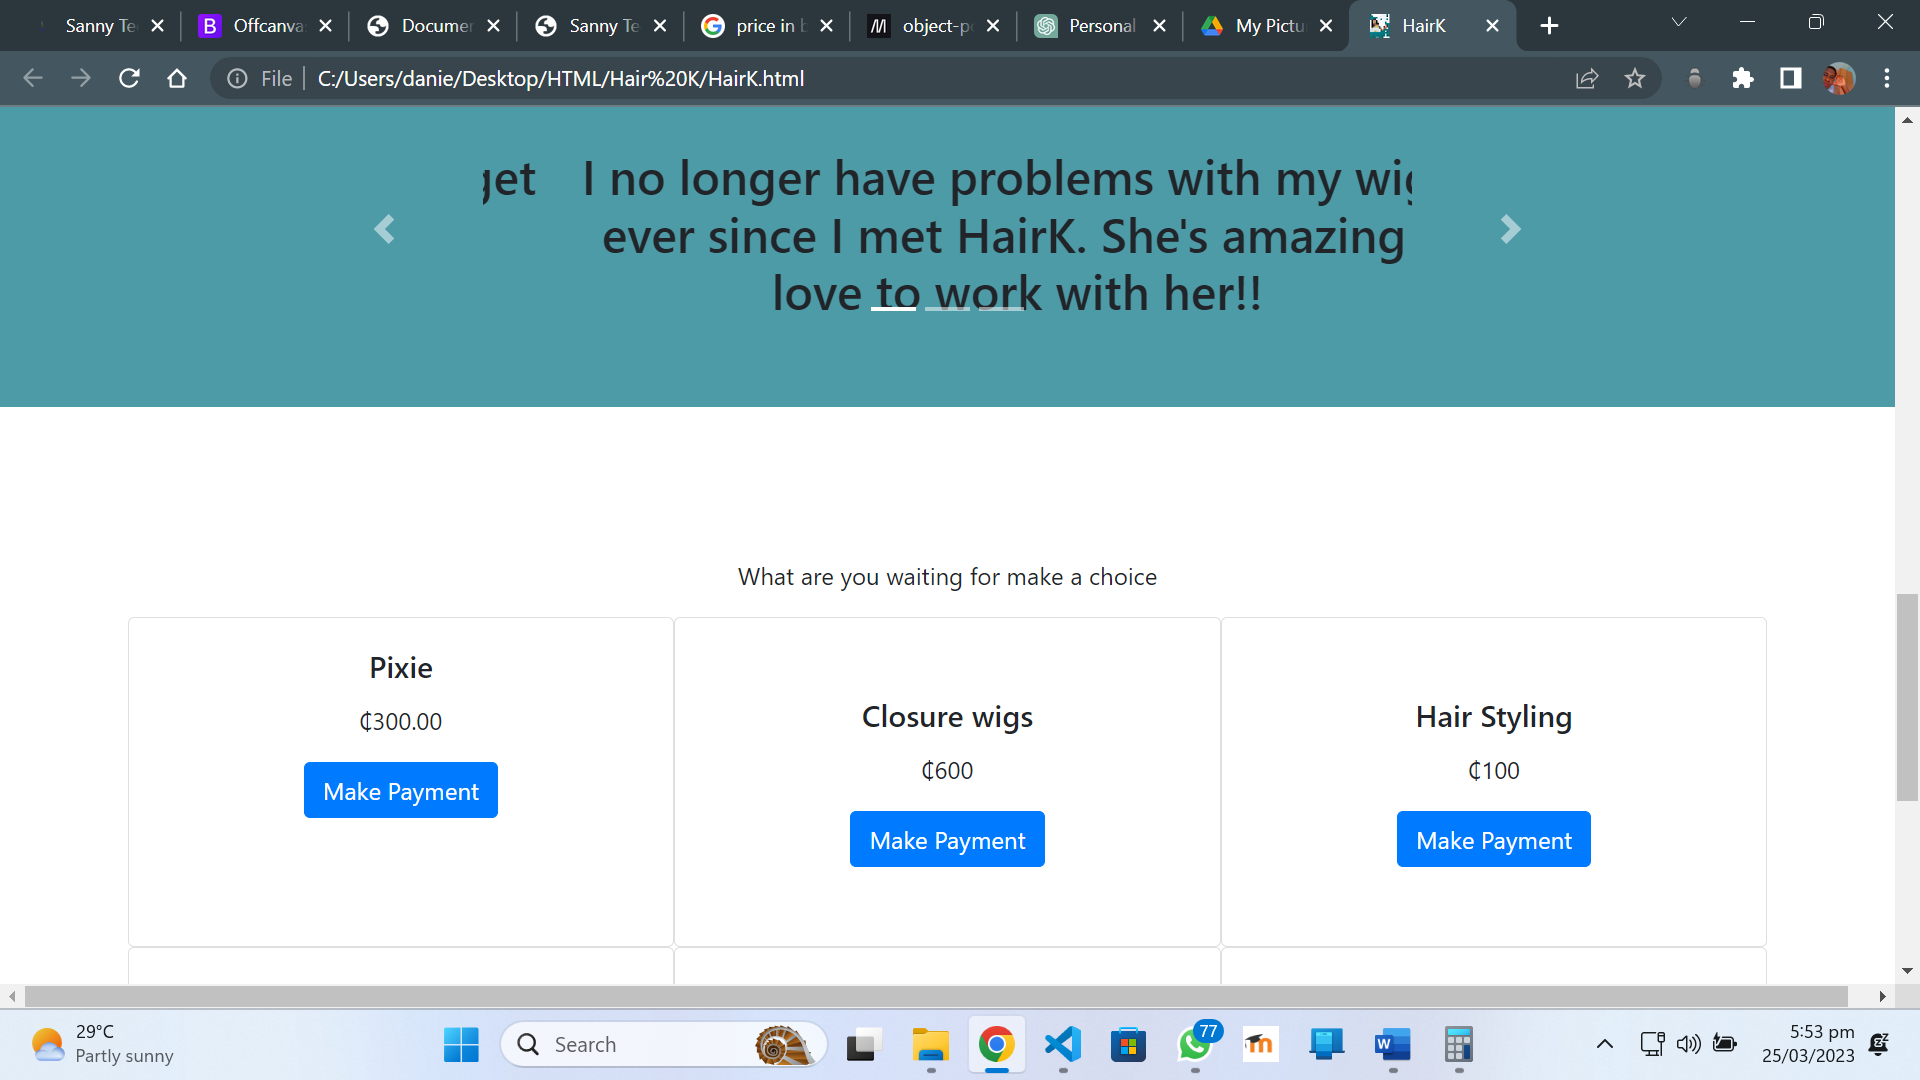 Sanny Te
Offcanva
Documen
Sanny Te
price in b
object-p
Personal
My Pictu
HairK
File
C:/Users/danie/Desktop/HTML/Hair%20K/HairK.html
get
I no longer have problems with my wig
ever since I met HairK. She's amazing
love to work with her!!
What are you waiting for make a choice
Pixie
₵300.00
Make Payment
Closure wigs
₵600
Make Payment
Hair Styling
₵100
Make Payment
29°C
Partly sunny
Search
77
5:53 pm
25/03/2023